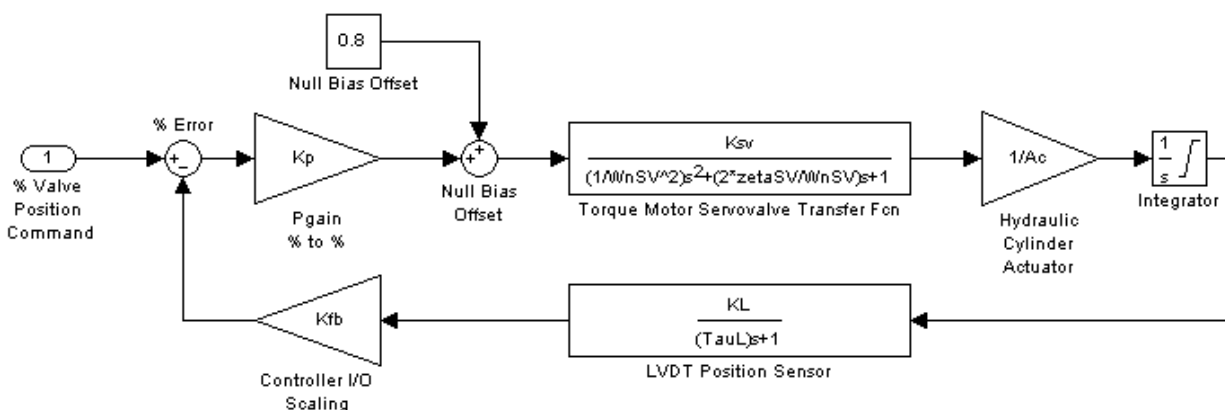 0.8
Null Bias Offset
% Error
+
−
1
% Valve
Position
Command
Kp
Pgain
% to %
+
+
Null Bias
Offset
Ksv
(1/WnSV^2)s²+(2*zetaSV/WnSV)s+1
Torque Motor Servovalve Transfer Fcn
1/Ac
Hydraulic
Cylinder
Actuator
1
s
Integrator
Kfb
Controller I/O
Scaling
KL
(TauL)s+1
LVDT Position Sensor